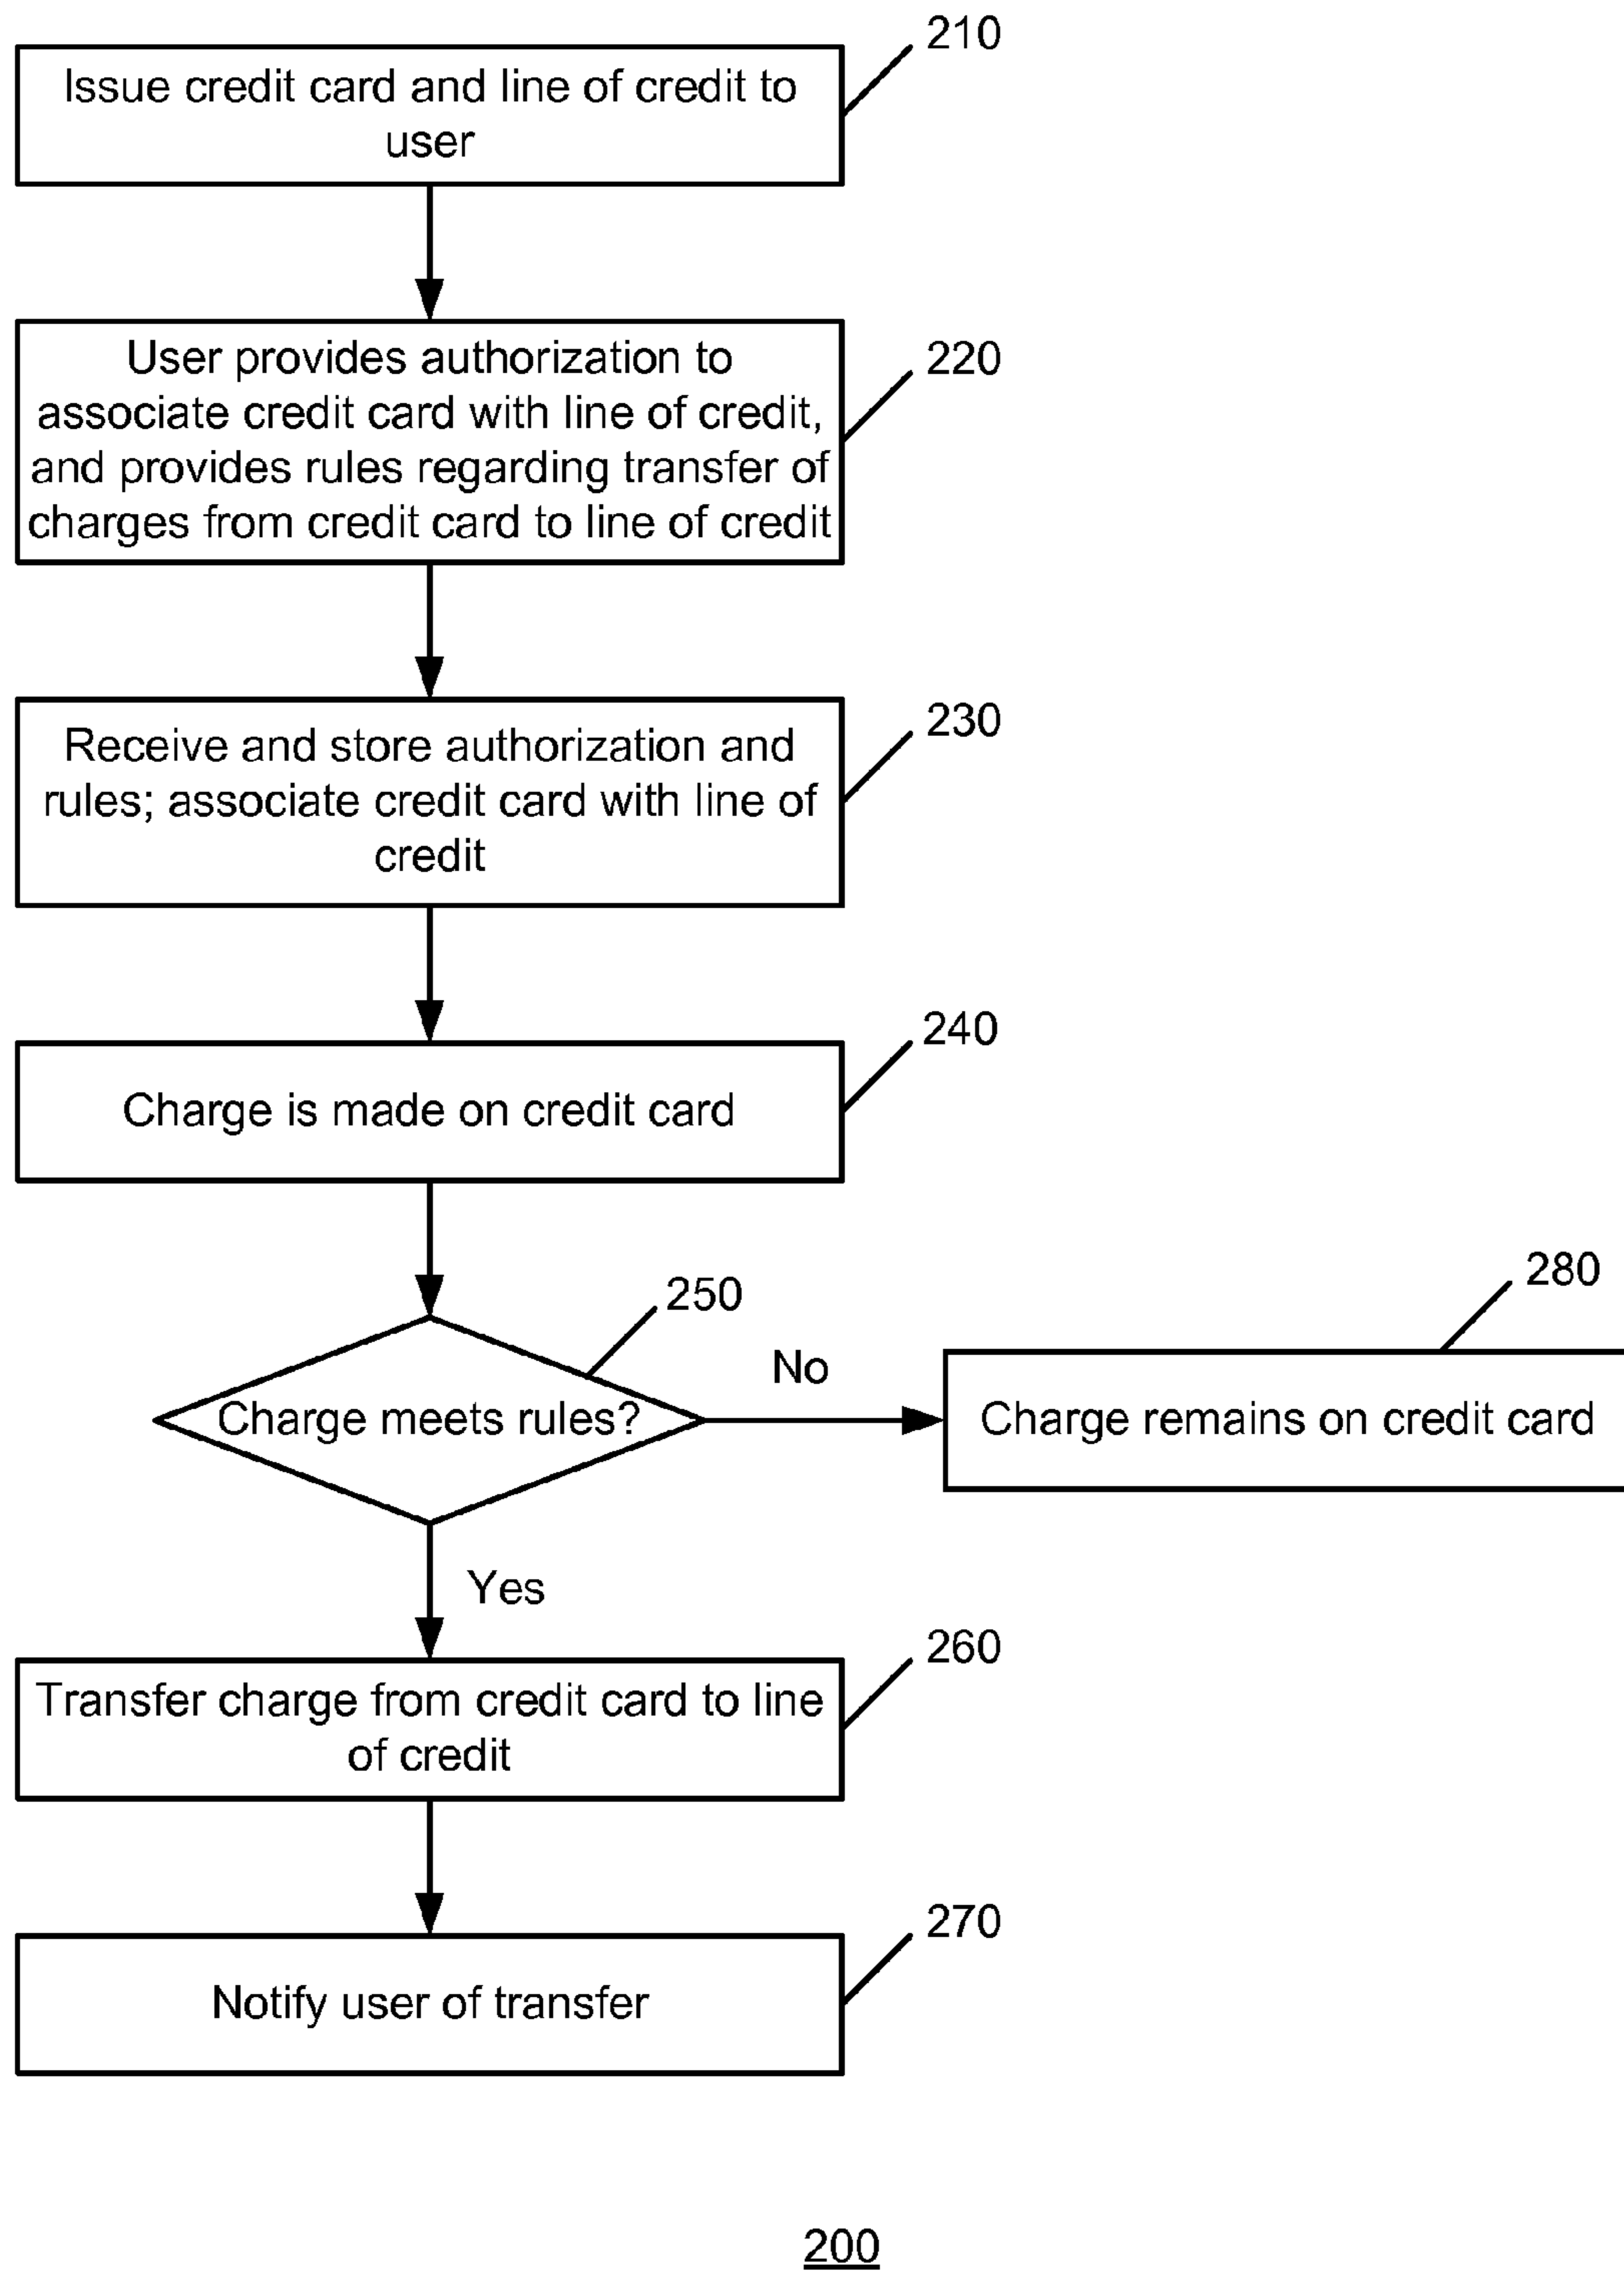 210
Issue credit card and line of credit to
user
220
User provides authorization to
associate credit card with line of credit,
and provides rules regarding transfer of
charges from credit card to line of credit
230
Receive and store authorization and
rules; associate credit card with line of
credit
240
Charge is made on credit card
250
280
No
Charge meets rules?
Charge remains on credit card
Yes
260
Transfer charge from credit card to line
of credit
270
Notify user of transfer
200